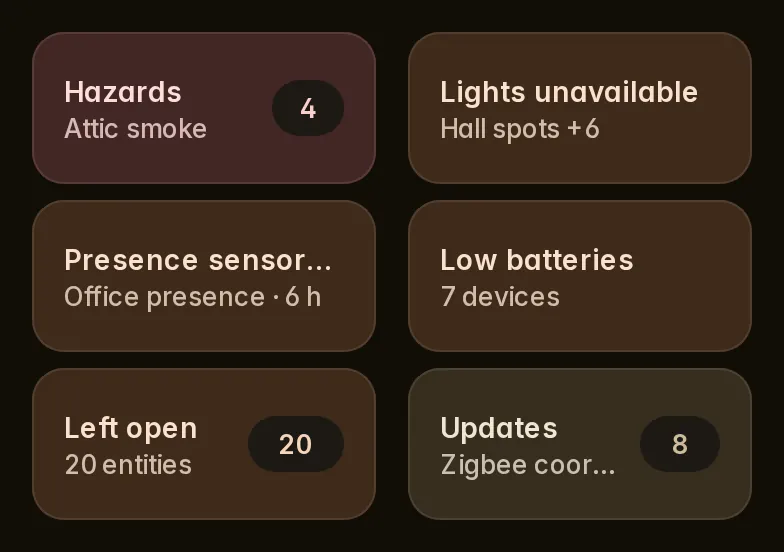 Hazards
Attic smoke
4
Lights unavailable
Hall spots +6
Presence sensor...
Office presence · 6 h
Low batteries
7 devices
Left open
20 entities
20
Updates
Zigbee coor...
8